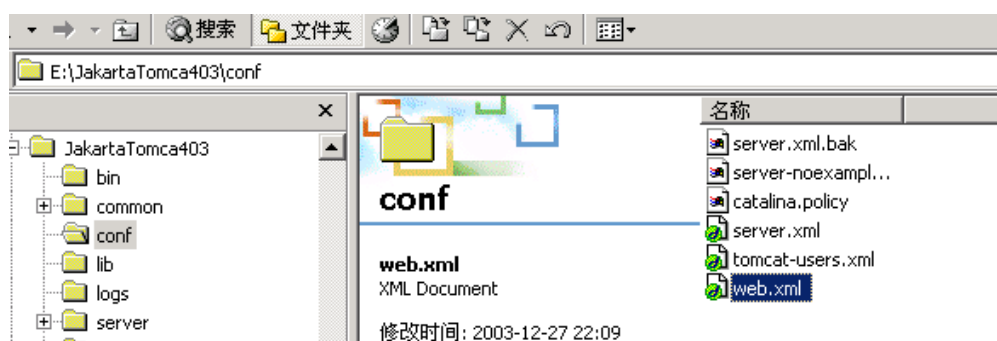 搜索 文件夹
E:\JakartaTomca403\conf
JakartaTomca403
bin
common
conf
lib
logs
server
conf
web.xml
XML Document
修改时间: 2003-12-27 22:09
名称
server.xml.bak
server-noexampl...
catalina.policy
server.xml
tomcat-users.xml
web.xml